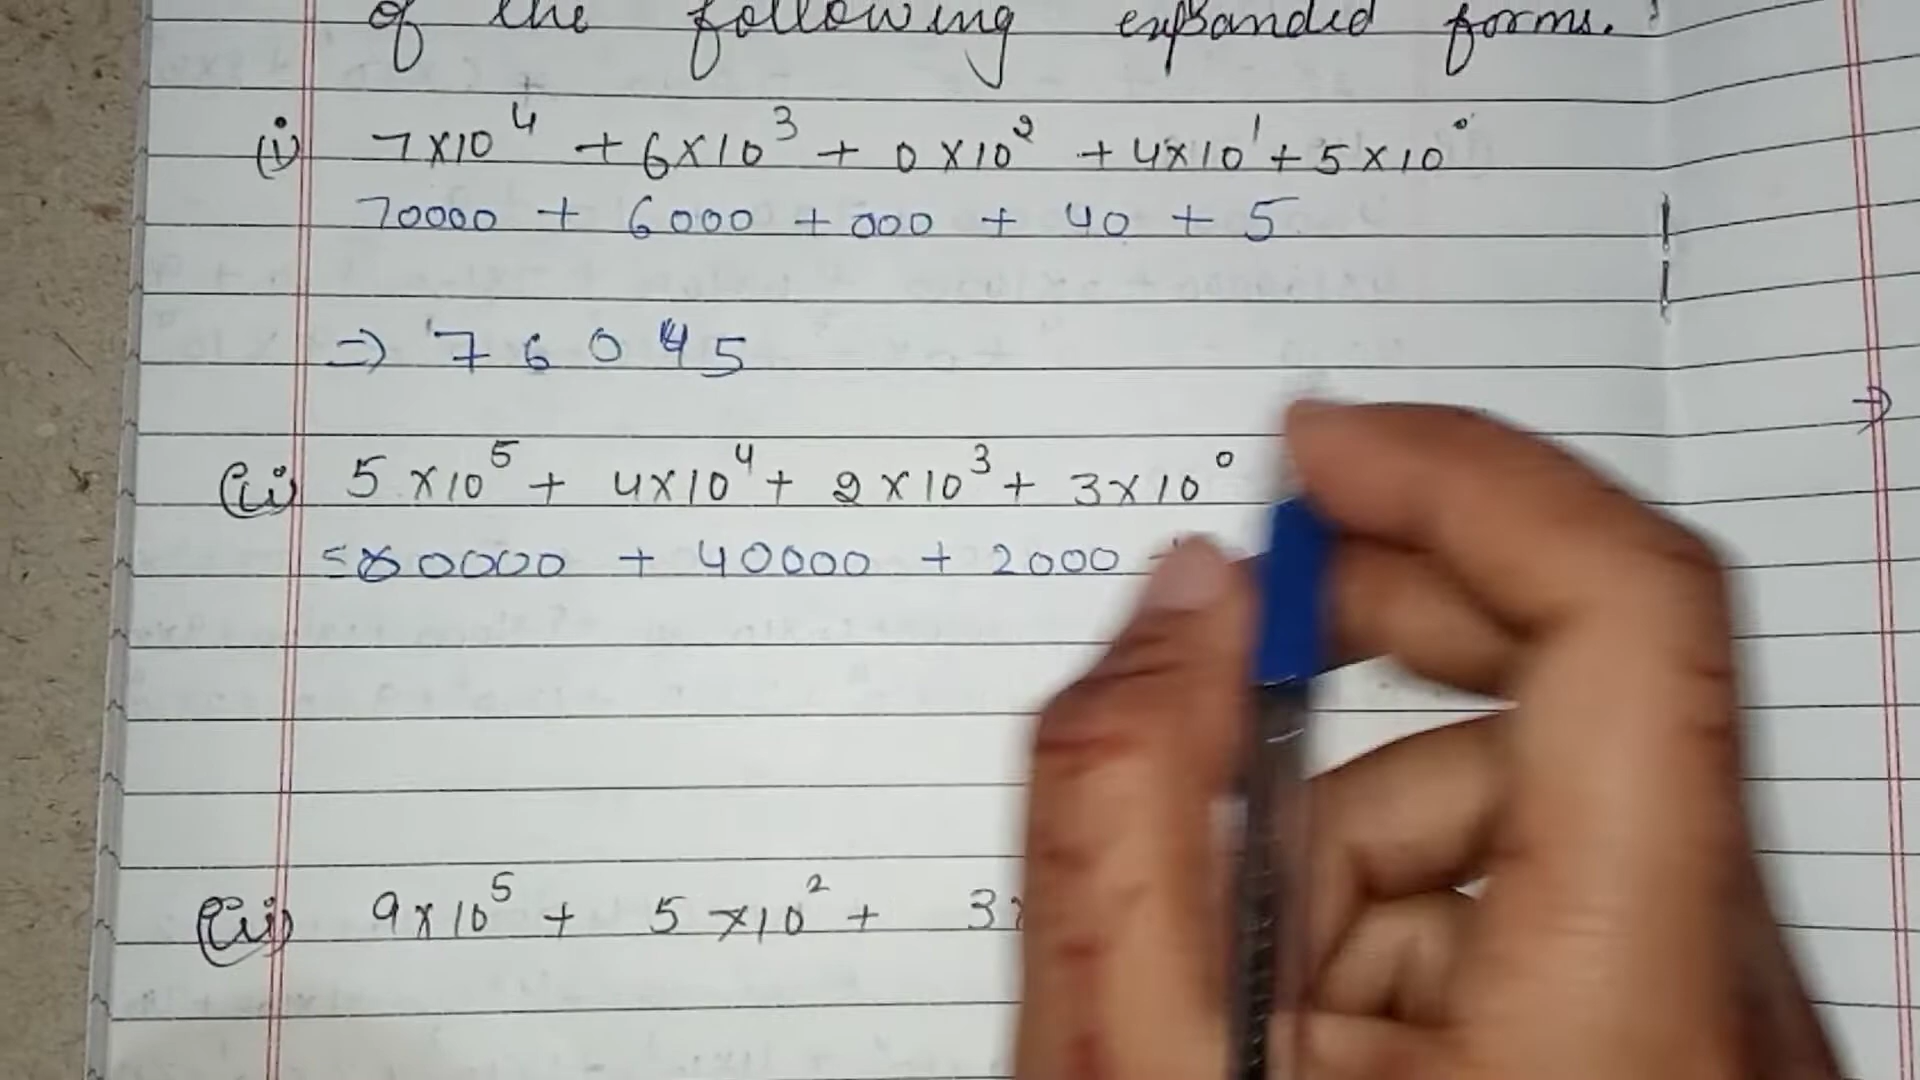 of the following expanded forms.
(i) 7×10⁴ + 6×10³ + 0×10² + 4×10¹ + 5×10⁰
70000 + 6000 + 000 + 40 + 5
⇒ 76045
(ii) 5×10⁵ + 4×10⁴ + 2×10³ + 3×10⁰
+ 40000 + 2000 +
(iii) 9×10⁵ + 5×10² + 3×